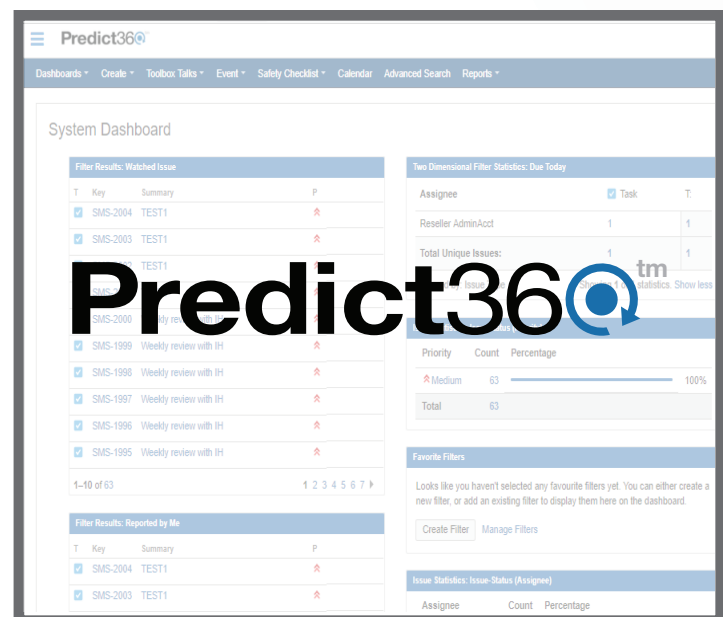 Predict360
Dashboards Create Toolbox Talks Event Safety Checklist Calendar Advanced Search Reports
System Dashboard
Filter Results: Watched Issue
T Key Summary P
SMS-2004 TEST1
SMS-2003 TEST1
TEST1
SMS-2000 Weekly review with IH
SMS-1999 Weekly review with IH
SMS-1998 Weekly review with IH
SMS-1997 Weekly review with IH
SMS-1996 Weekly review with IH
SMS-1995 Weekly review with IH
1–10 of 63 1 2 3 4 5 6 7
Filter Results: Reported by Me
T Key Summary P
SMS-2004 TEST1
SMS-2003 TEST1
Predict360 tm
Two Dimensional Filter Statistics: Due Today
Assignee Task T:
Reseller AdminAcct 1 1
Total Unique Issues: 1 1
statistics. Show less
Priority Count Percentage
Medium 63 100%
Total 63
Favorite Filters
Looks like you haven't selected any favourite filters yet. You can either create a
new filter, or add an existing filter to display them here on the dashboard.
Create Filter Manage Filters
Issue Statistics: Issue-Status (Assignee)
Assignee Count Percentage